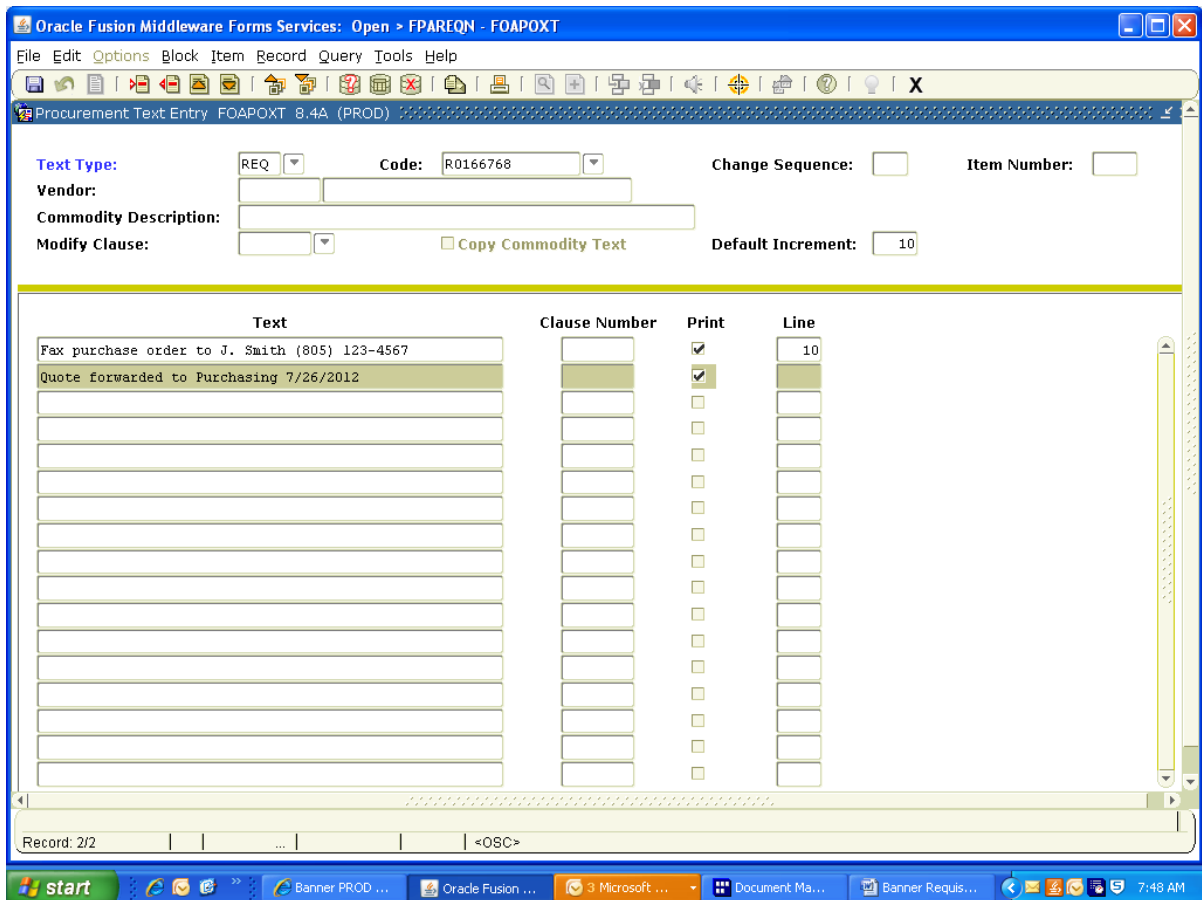 Oracle Fusion Middleware Forms Services: Open > FPAREQN - FOAPOXT
File Edit Options Block Item Record Query Tools Help
X
Procurement Text Entry FOAPOXT 8.4A (PROD)
Text Type: REQ Code: R0166768 Change Sequence: Item Number:
Vendor:
Commodity Description:
Modify Clause: Copy Commodity Text Default Increment: 10
Text Clause Number Print Line
Fax purchase order to J. Smith (805) 123-4567 10
Quote forwarded to Purchasing 7/26/2012
Record: 2/2 ... <OSC>
start Banner PROD ... Oracle Fusion ... 3 Microsoft ... Document Ma... Banner Requis... 7:48 AM